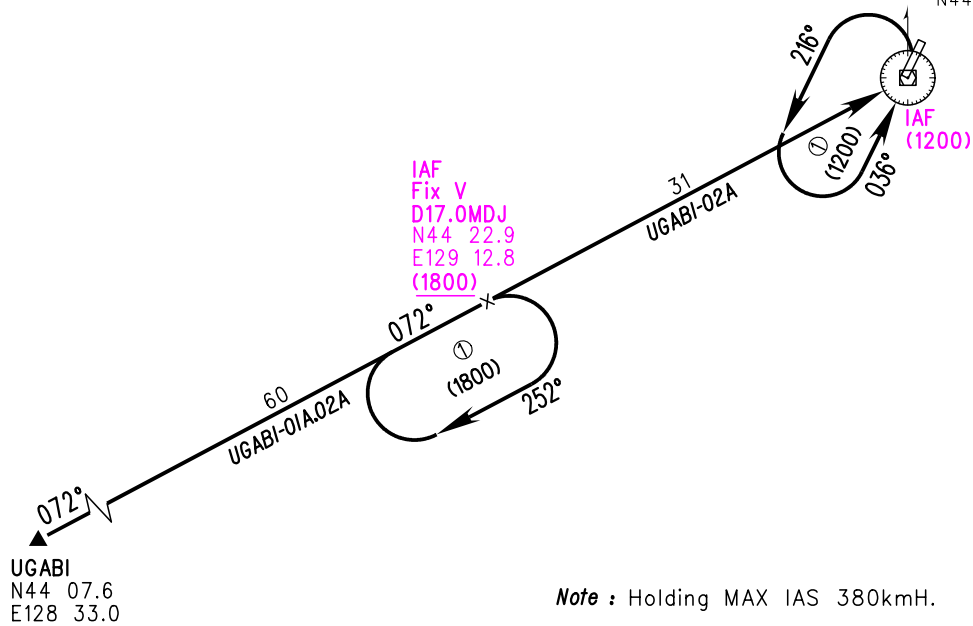 N44
216°
IAF
(1200)
①
(1200)
036°
IAF
Fix V
D17.0MDJ
N44 22.9
E129 12.8
(1800)
31
UGABI-02A
072°
①
(1800)
252°
60
UGABI-01A.02A
072°
UGABI
N44 07.6
E128 33.0
Note : Holding MAX IAS 380kmH.